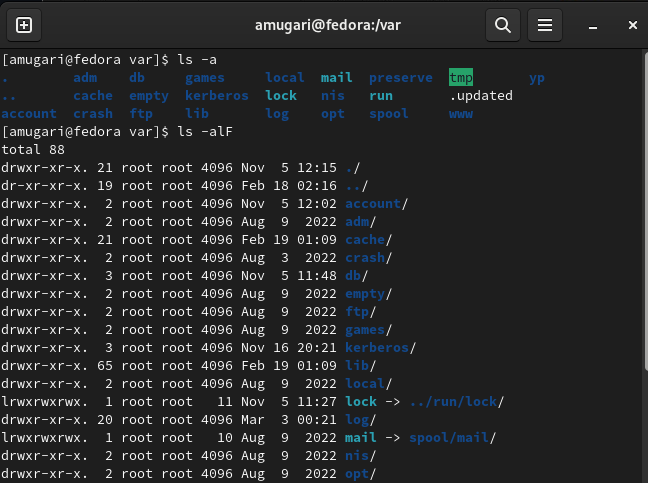 amugari@fedora:/var
[amugari@fedora var]$ ls -a
.        adm    db     games     local  mail  preserve  tmp       yp
..       cache  empty  kerberos  lock   nis   run       .updated
account  crash  ftp    lib       log    opt   spool     www
[amugari@fedora var]$ ls -alF
total 88
drwxr-xr-x. 21 root root 4096 Nov  5 12:15 ./
dr-xr-xr-x. 19 root root 4096 Feb 18 02:16 ../
drwxr-xr-x.  2 root root 4096 Nov  5 12:02 account/
drwxr-xr-x.  2 root root 4096 Aug  9  2022 adm/
drwxr-xr-x. 21 root root 4096 Feb 19 01:09 cache/
drwxr-xr-x.  2 root root 4096 Aug  3  2022 crash/
drwxr-xr-x.  3 root root 4096 Nov  5 11:48 db/
drwxr-xr-x.  2 root root 4096 Aug  9  2022 empty/
drwxr-xr-x.  2 root root 4096 Aug  9  2022 ftp/
drwxr-xr-x.  2 root root 4096 Aug  9  2022 games/
drwxr-xr-x.  3 root root 4096 Nov 16 20:21 kerberos/
drwxr-xr-x. 65 root root 4096 Feb 19 01:09 lib/
drwxr-xr-x.  2 root root 4096 Aug  9  2022 local/
lrwxrwxrwx.  1 root root   11 Nov  5 11:27 lock -> ../run/lock/
drwxr-xr-x. 20 root root 4096 Mar  3 00:21 log/
lrwxrwxrwx.  1 root root   10 Aug  9  2022 mail -> spool/mail/
drwxr-xr-x.  2 root root 4096 Aug  9  2022 nis/
drwxr-xr-x.  2 root root 4096 Aug  9  2022 opt/